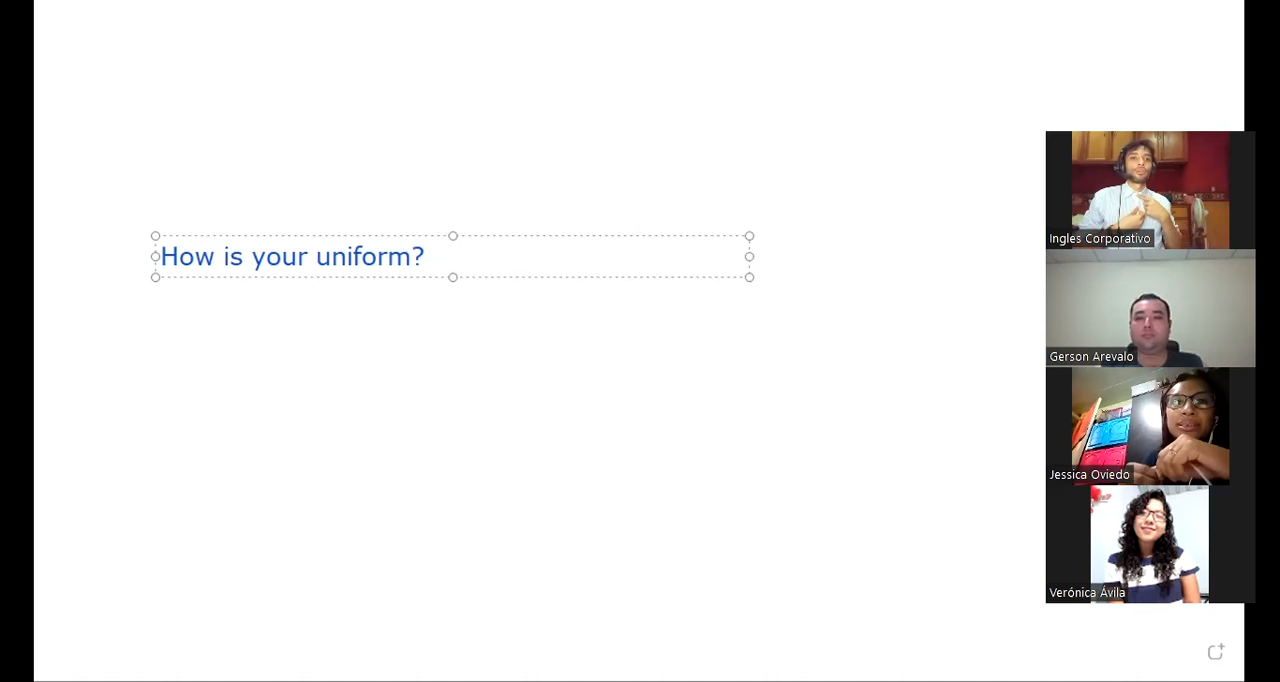 How is your uniform?
Ingles Corporativo
Gerson Arevalo
Jessica Oviedo
Verónica Ávila